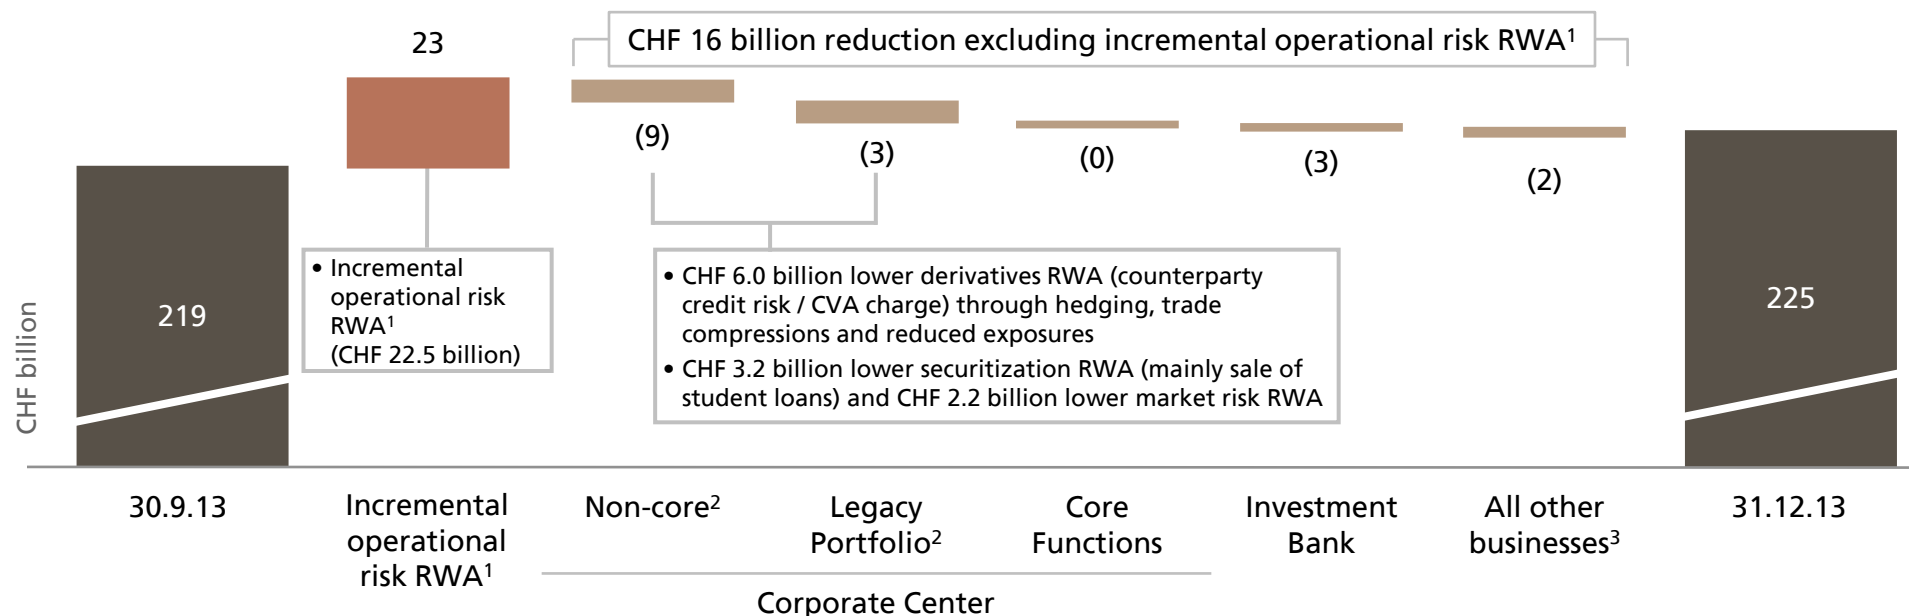 CHF 16 billion reduction excluding incremental operational risk RWA¹
23
(9)
(3)
(0)
(3)
(2)
219
225
• Incremental
operational risk
RWA¹
(CHF 22.5 billion)
• CHF 6.0 billion lower derivatives RWA (counterparty
credit risk / CVA charge) through hedging, trade
compressions and reduced exposures
• CHF 3.2 billion lower securitization RWA (mainly sale of
student loans) and CHF 2.2 billion lower market risk RWA
CHF billion
30.9.13
Incremental
operational
risk RWA¹
Non-core²
Legacy
Portfolio²
Core
Functions
Investment
Bank
All other
businesses³
31.12.13
Corporate Center